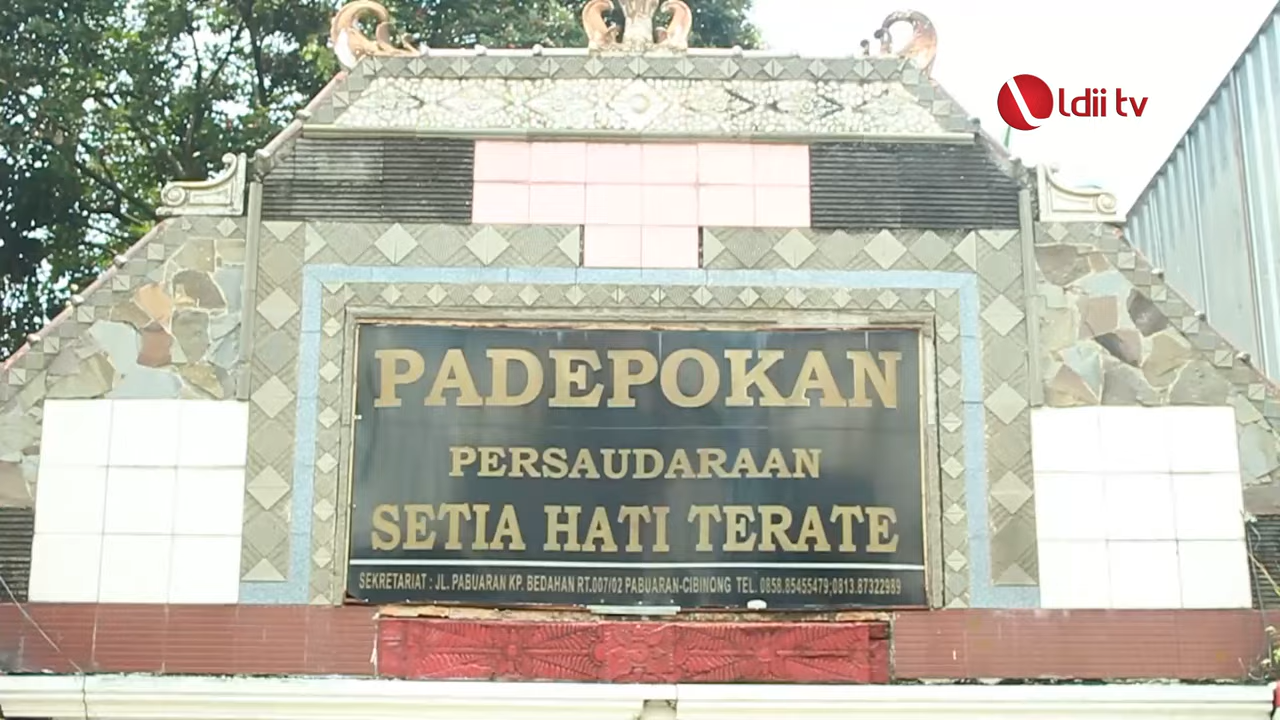 ldii tv
PADEPOKAN
PERSAUDARAAN
SETIA HATI TERATE
SEKRETARIAT : JL. PABUARAN KP. BEDAHAN RT.007/02 PABUARAN-CIBINONG TEL. 0858.85455479;0813.87322989